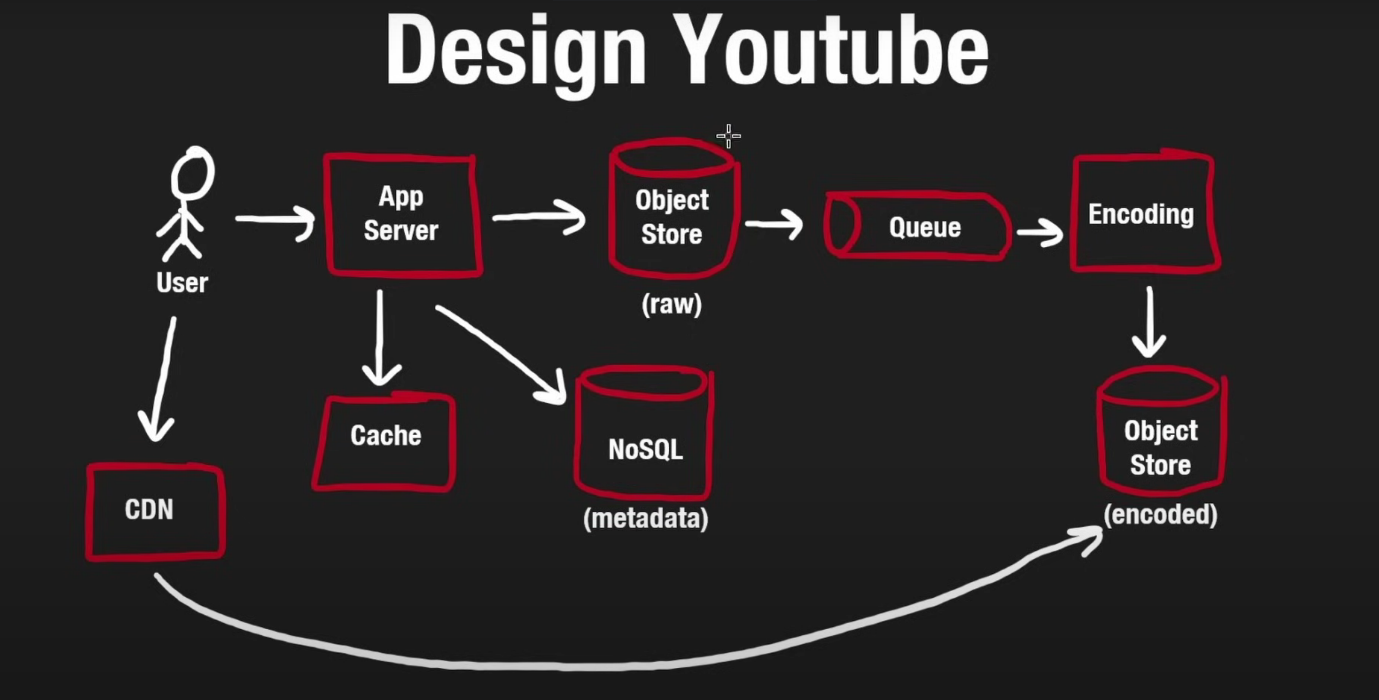 Design Youtube
App
Server
Object
Store
(raw)
Queue
Encoding
User
Cache
NoSQL
(metadata)
Object
Store
(encoded)
CDN